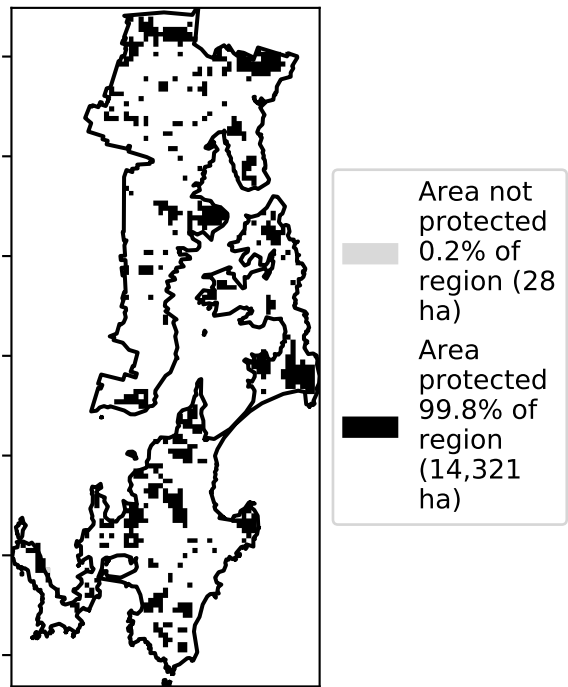 Area not
protected
0.2% of
region (28
ha)
Area
protected
99.8% of
region
(14,321
ha)